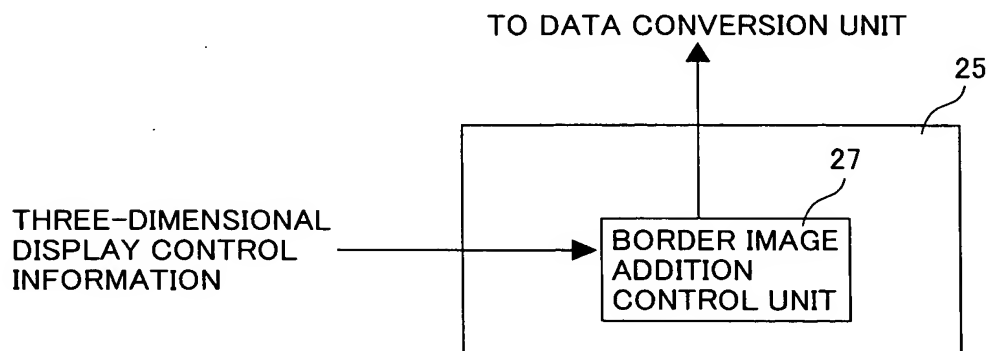 TO DATA CONVERSION UNIT
25
27
THREE-DIMENSIONAL
DISPLAY CONTROL
INFORMATION
BORDER IMAGE
ADDITION
CONTROL UNIT